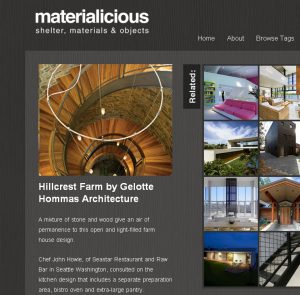 materialicious
shelter, materials & objects
Home About Browse Tags
Related:
Hillcrest Farm by Gelotte
Hommas Architecture
A mixture of stone and wood give an air of
permanence to this open and light-filled farm
house design.
Chef John Howie, of Seastar Restaurant and Raw
Bar in Seattle Washington, consulted on the
kitchen design that includes a separate preparation
area, bistro oven and extra-large pantry.